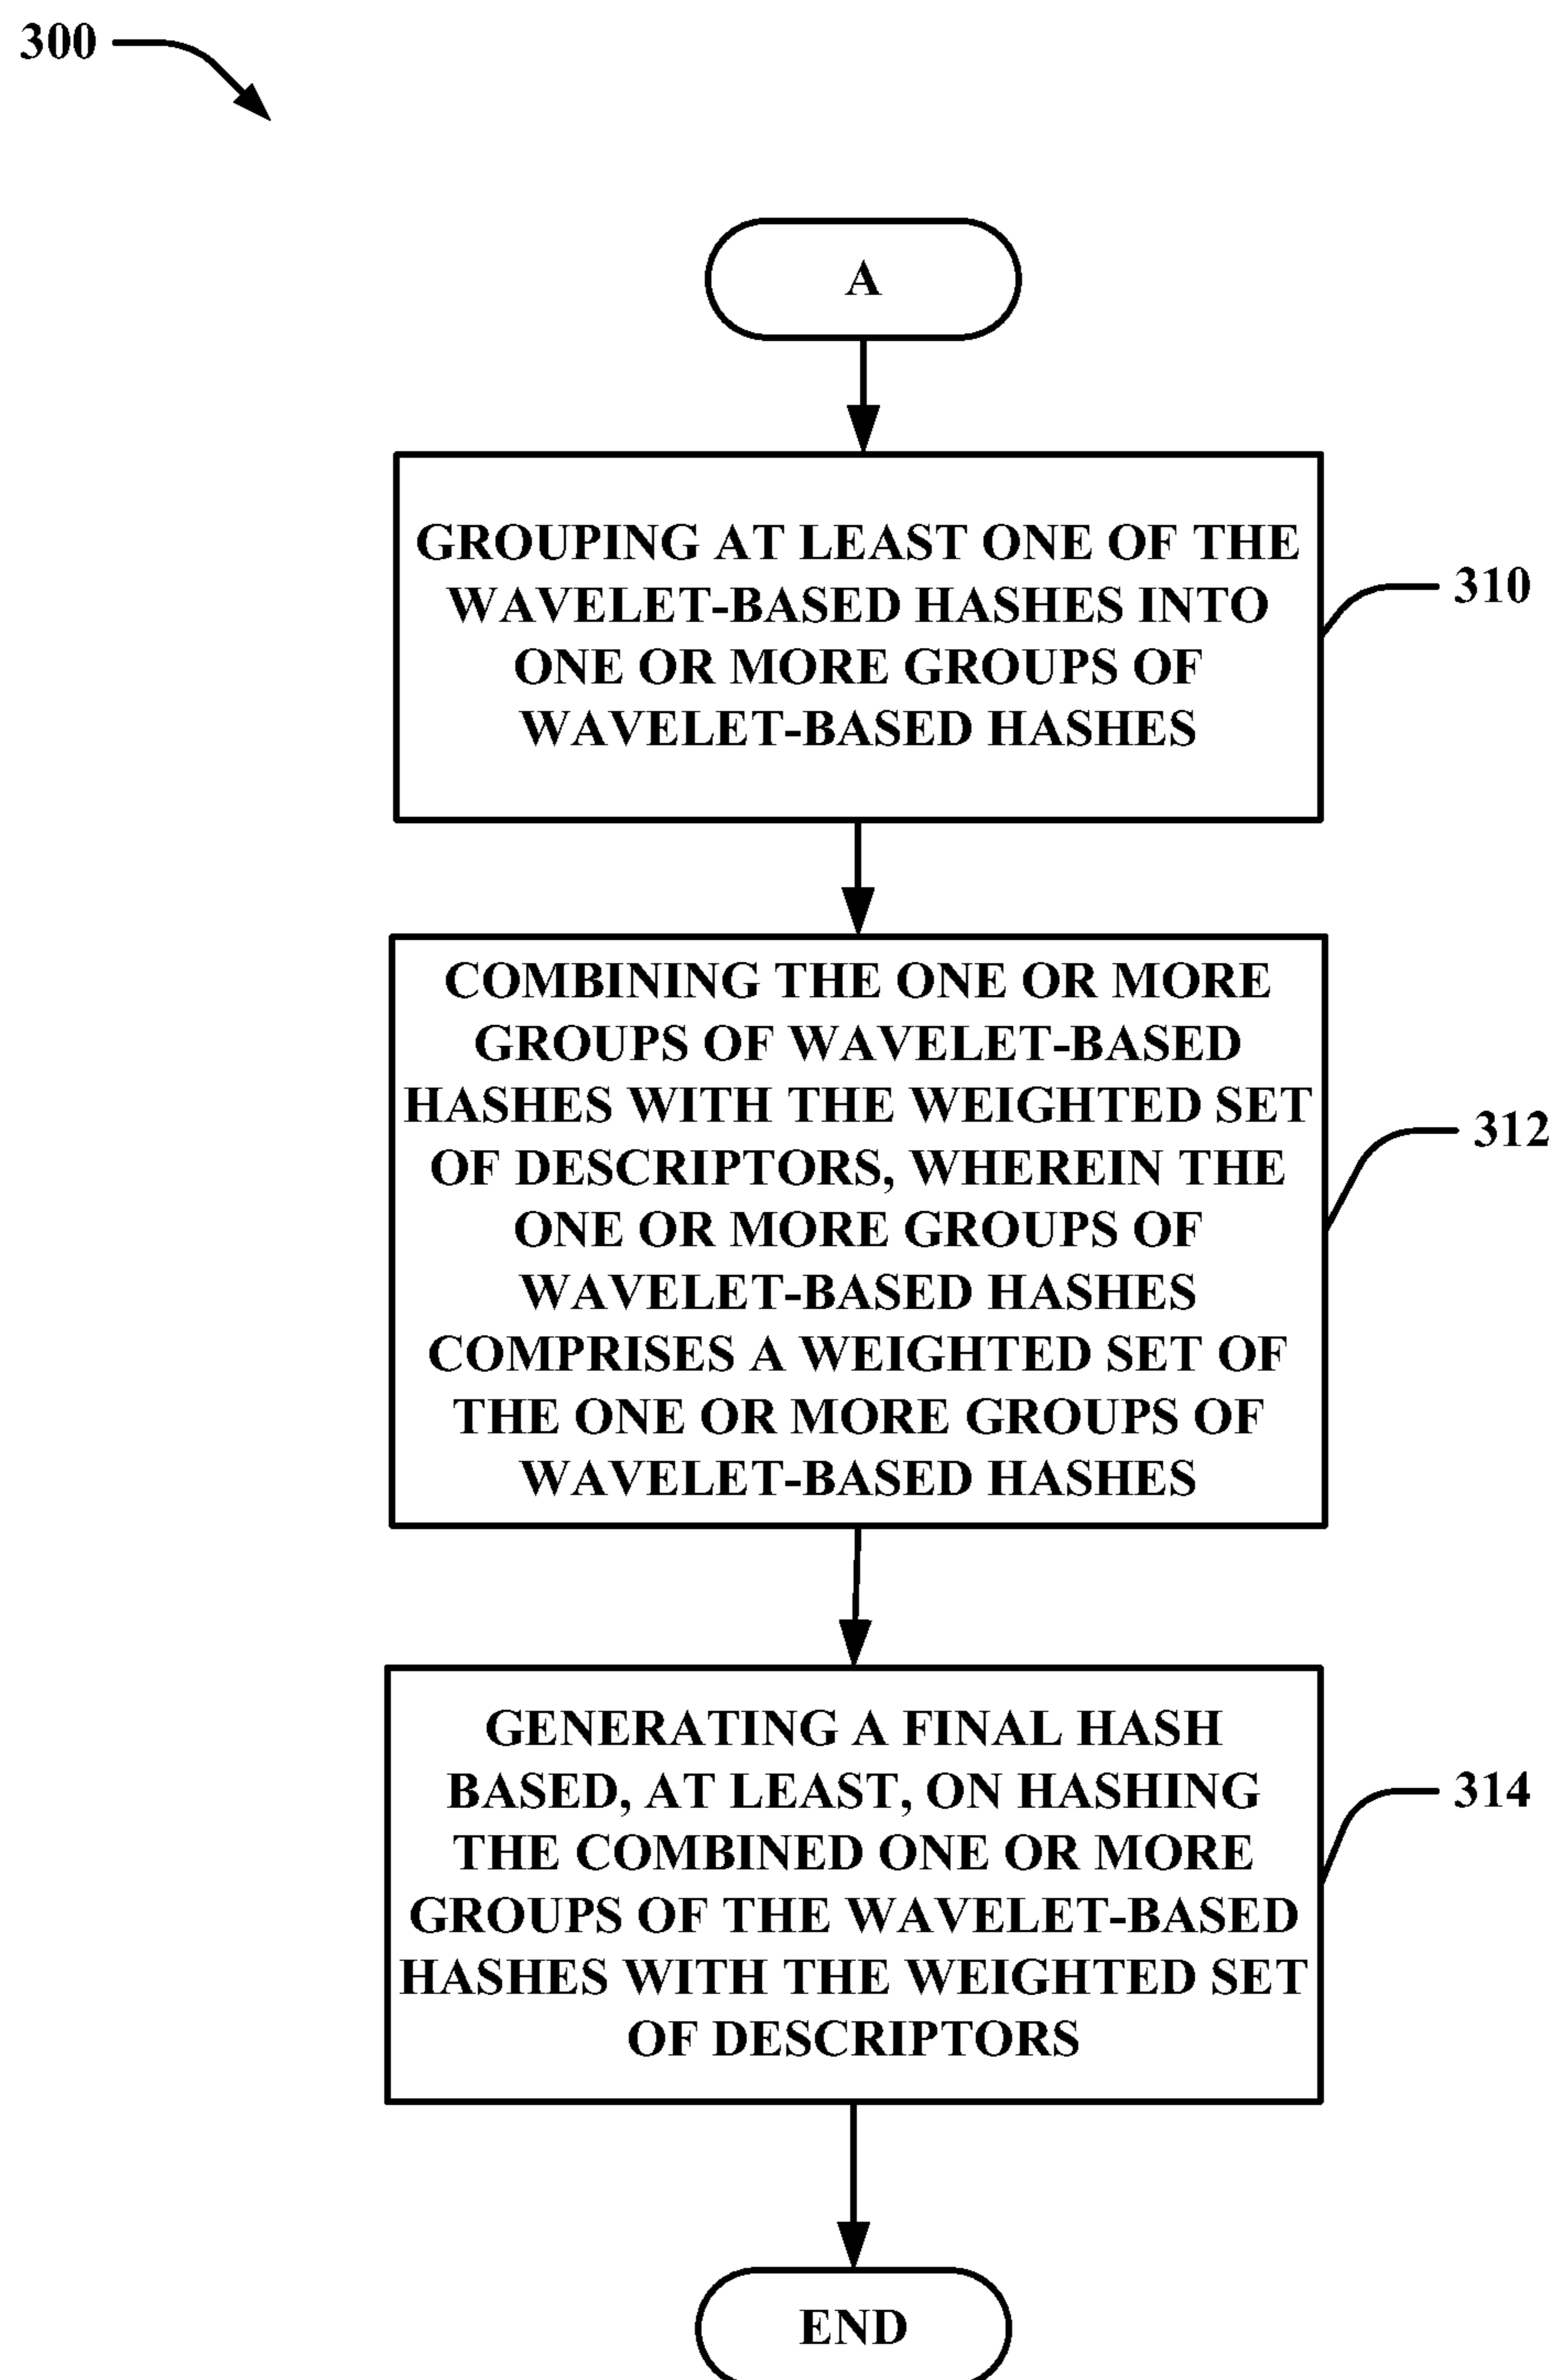 300
A
GROUPING AT LEAST ONE OF THE
WAVELET-BASED HASHES INTO
ONE OR MORE GROUPS OF
WAVELET-BASED HASHES
310
COMBINING THE ONE OR MORE
GROUPS OF WAVELET-BASED
HASHES WITH THE WEIGHTED SET
OF DESCRIPTORS, WHEREIN THE
ONE OR MORE GROUPS OF
WAVELET-BASED HASHES
COMPRISES A WEIGHTED SET OF
THE ONE OR MORE GROUPS OF
WAVELET-BASED HASHES
312
GENERATING A FINAL HASH
BASED, AT LEAST, ON HASHING
THE COMBINED ONE OR MORE
GROUPS OF THE WAVELET-BASED
HASHES WITH THE WEIGHTED SET
OF DESCRIPTORS
314
END